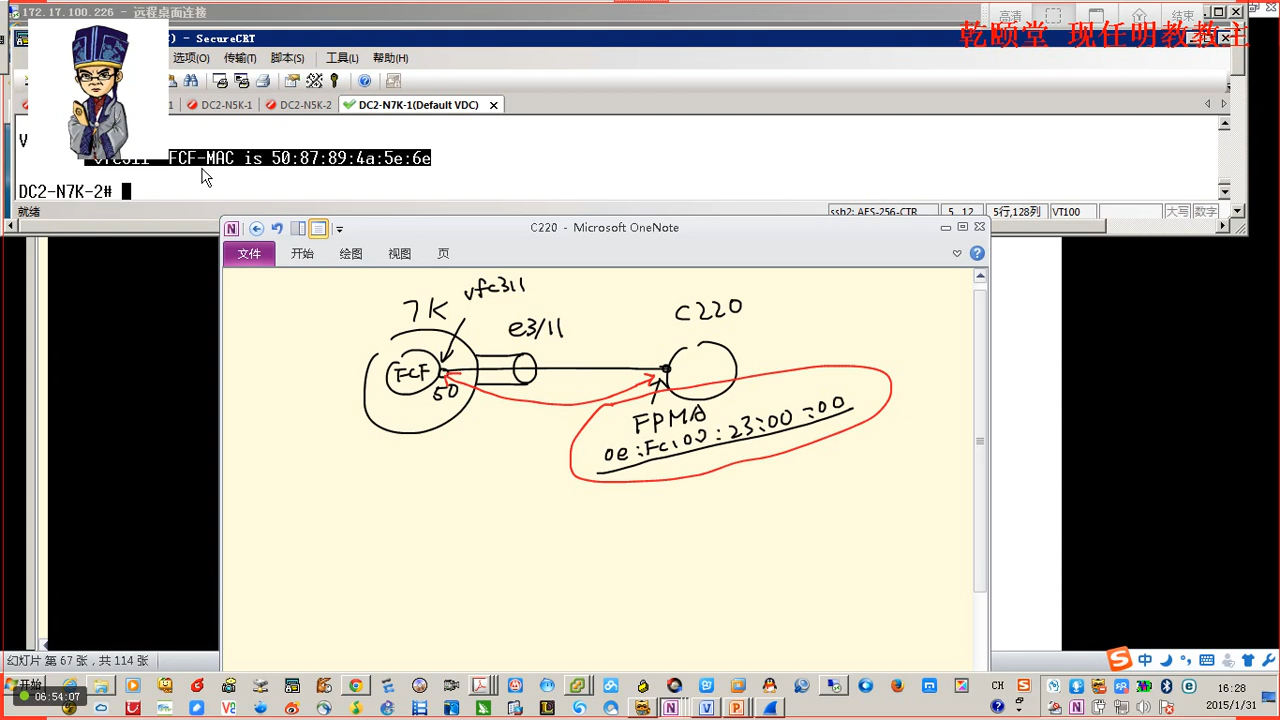 172.17.100.226 - 远程桌面连接
高清
结束
乾颐堂 现任明教教主
) - SecureCRT
选项(O) 传输(T) 脚本(S) 工具(L) 帮助(H)
DC2-N5K-1 DC2-N5K-2 DC2-N7K-1(Default VDC)
V
FCF-MAC is 50:87:89:4a:5e:6e
DC2-N7K-2#
就绪
ssh2: AES-256-CTR 5, 12 5行,128列 VT100 大写 数字
C220 - Microsoft OneNote
文件 开始 绘图 视图 页
7K
vfc311
e3/11
C220
FCF
50
FPMA
0e:Fc:00:23:00:00
幻灯片 第 67 张，共 114 张
中
开始
06:54:07
CH
16:28
2015/1/31